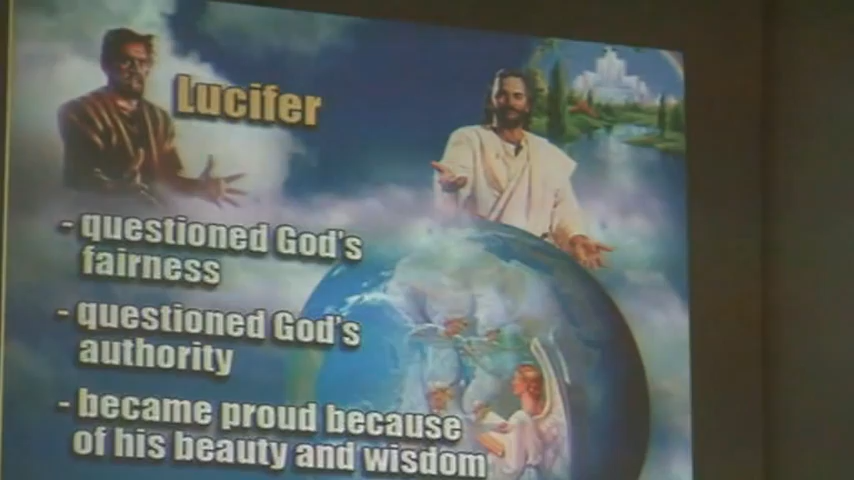 Lucifer
- questioned God's
fairness
- questioned God's
authority
- became proud because
of his beauty and wisdom